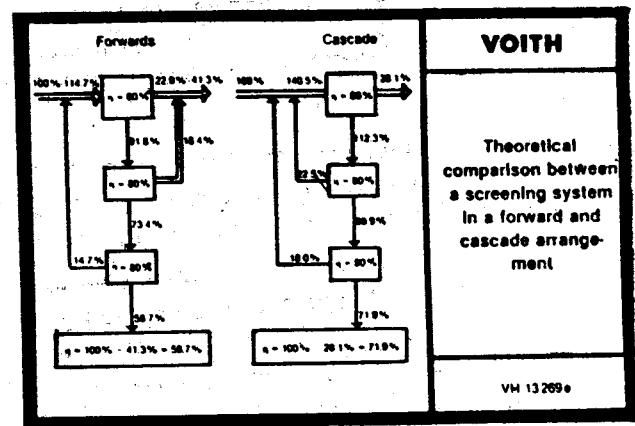 Forwards
100% 114.7%
22.9% 41.3%
η = 80%
91.8%
18.4%
η = 80%
73.4%
14.7%
η = 80%
58.7%
η = 100% - 41.3% = 58.7%
Cascade
100% 140.5%
28.1%
η = 80%
112.3%
22.5%
η = 80%
89.9%
18.0%
η = 80%
71.9%
η = 100% 28.1% = 71.9%
VOITH
Theoretical
comparison between
a screening system
in a forward and
cascade arrange-
ment
VH 13269e